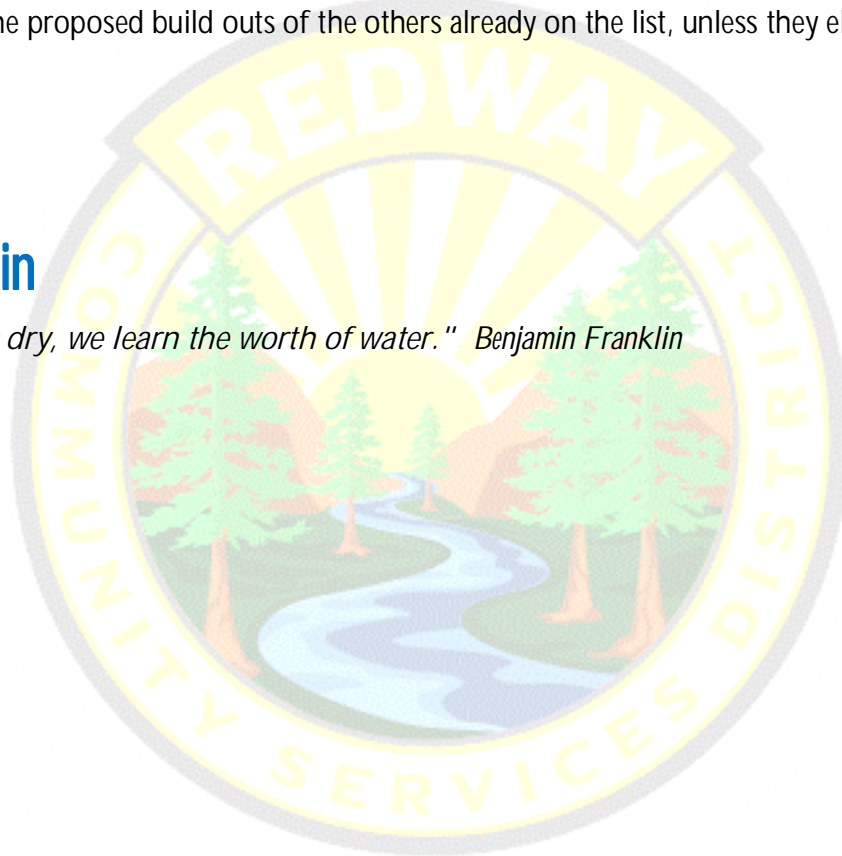 he proposed build outs of the others already on the list, unless they el
REDWAY
in
dry, we learn the worth of water." Benjamin Franklin
COMMUNITY SERVICES DISTRICT